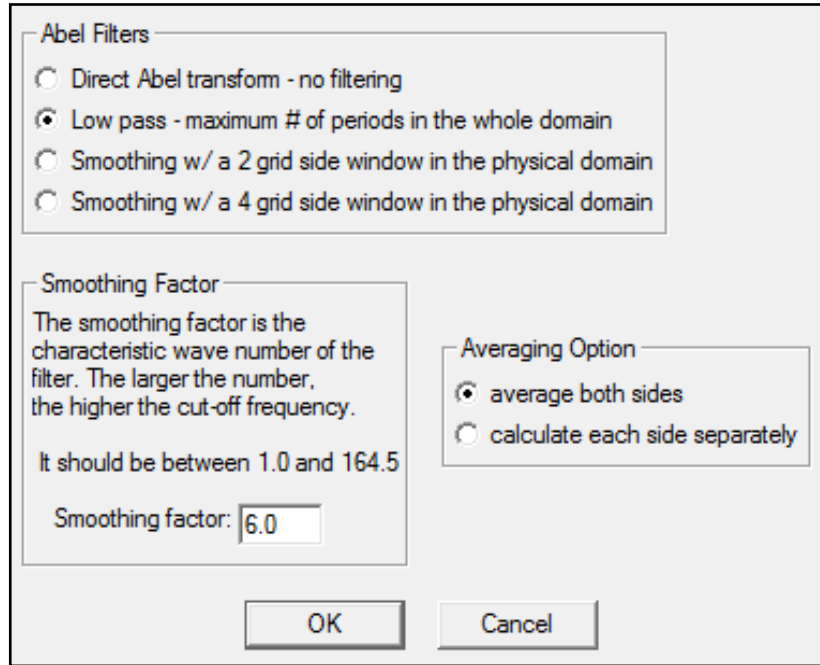 Abel Filters
Direct Abel transform - no filtering
Low pass - maximum # of periods in the whole domain
Smoothing w/ a 2 grid side window in the physical domain
Smoothing w/ a 4 grid side window in the physical domain
Smoothing Factor
The smoothing factor is the
characteristic wave number of the
filter. The larger the number,
the higher the cut-off frequency.
It should be between 1.0 and 164.5
Smoothing factor: 6.0
Averaging Option
average both sides
calculate each side separately
OK
Cancel